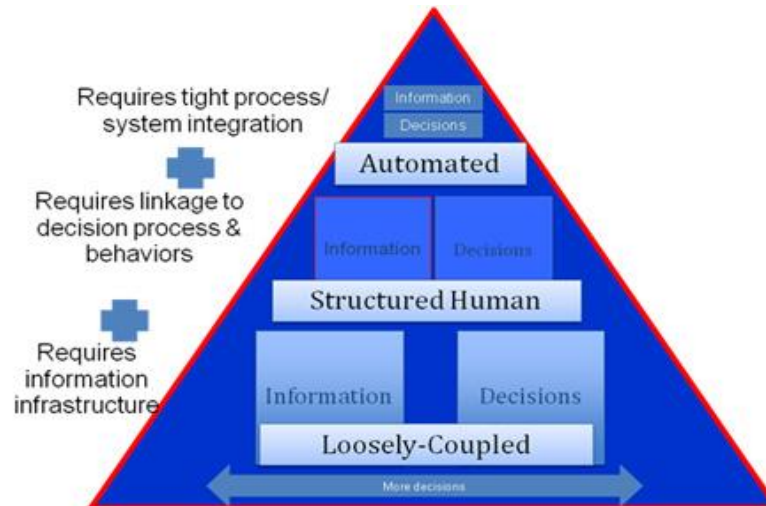 Requires tight process/
system integration
Requires linkage to
decision process &
behaviors
Requires
information
infrastructure
Information
Decisions
Automated
Information
Decisions
Structured Human
Information
Decisions
Loosely-Coupled
More decisions